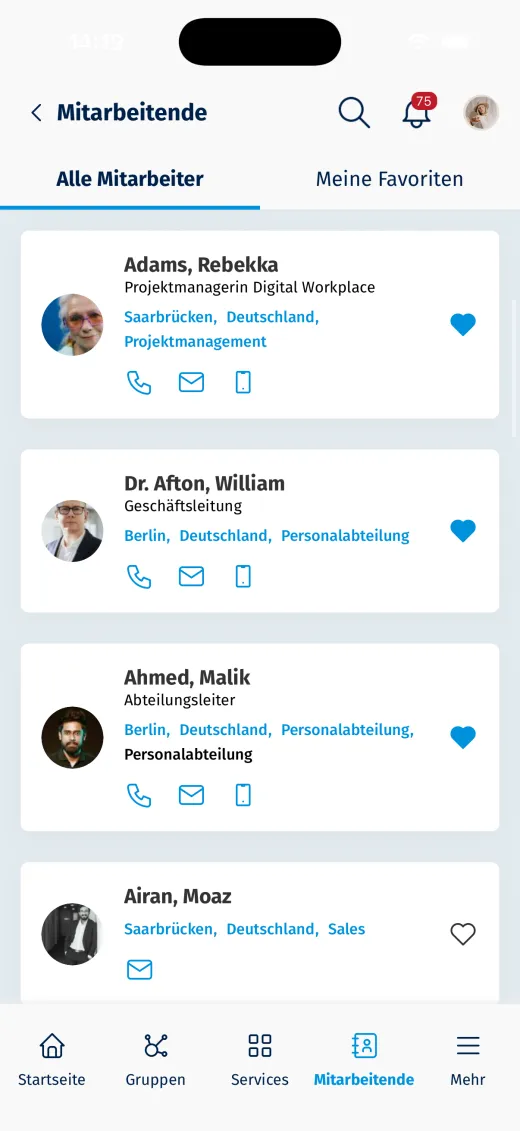 Mitarbeitende
75
Alle Mitarbeiter
Meine Favoriten
Adams, Rebekka
Projektmanagerin Digital Workplace
Saarbrücken, Deutschland,
Projektmanagement
Dr. Afton, William
Geschäftsleitung
Berlin, Deutschland, Personalabteilung
Ahmed, Malik
Abteilungsleiter
Berlin, Deutschland, Personalabteilung,
Personalabteilung
Airan, Moaz
Saarbrücken, Deutschland, Sales
Startseite
Gruppen
Services
Mitarbeitende
Mehr